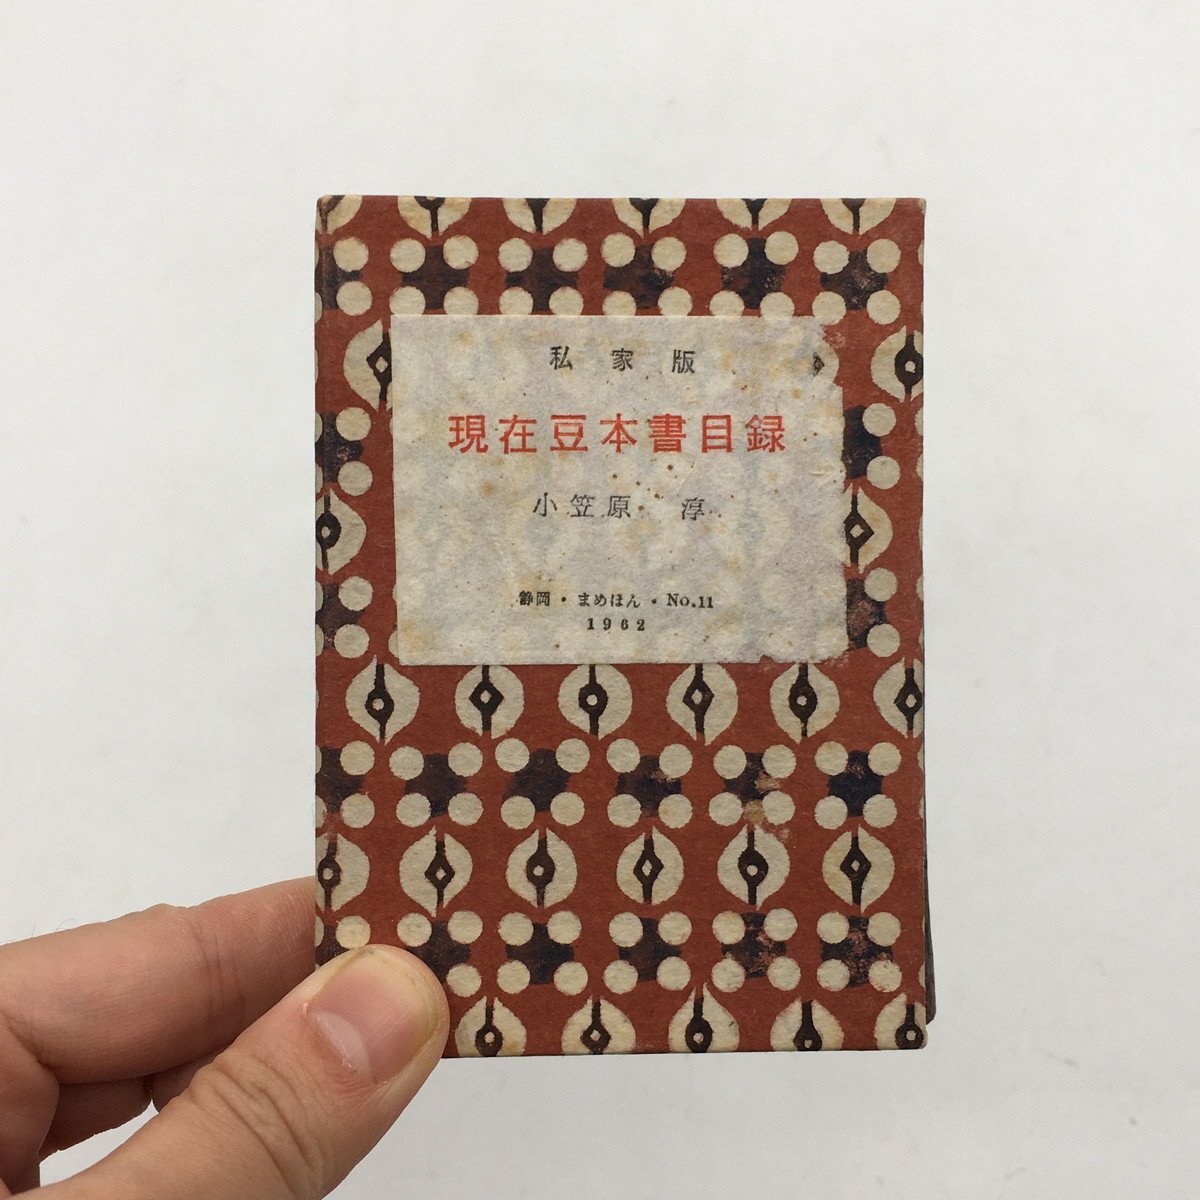 私家版
現在豆本書目録
小笠原 淳
静岡・まめほん・No.11
1962